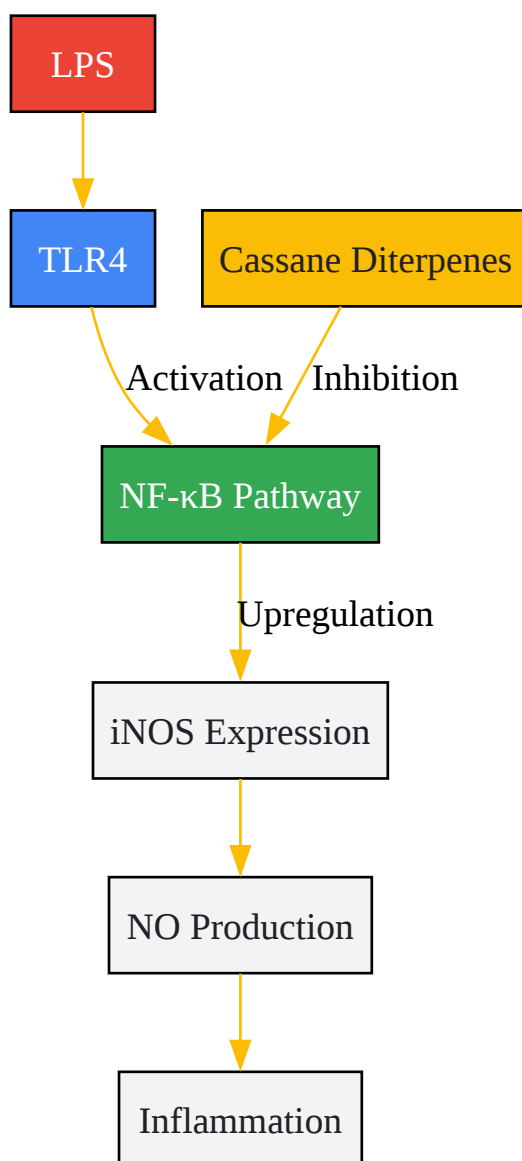 LPS
TLR4
Cassane Diterpenes
Activation
Inhibition
NF-κB Pathway
Upregulation
iNOS Expression
NO Production
Inflammation